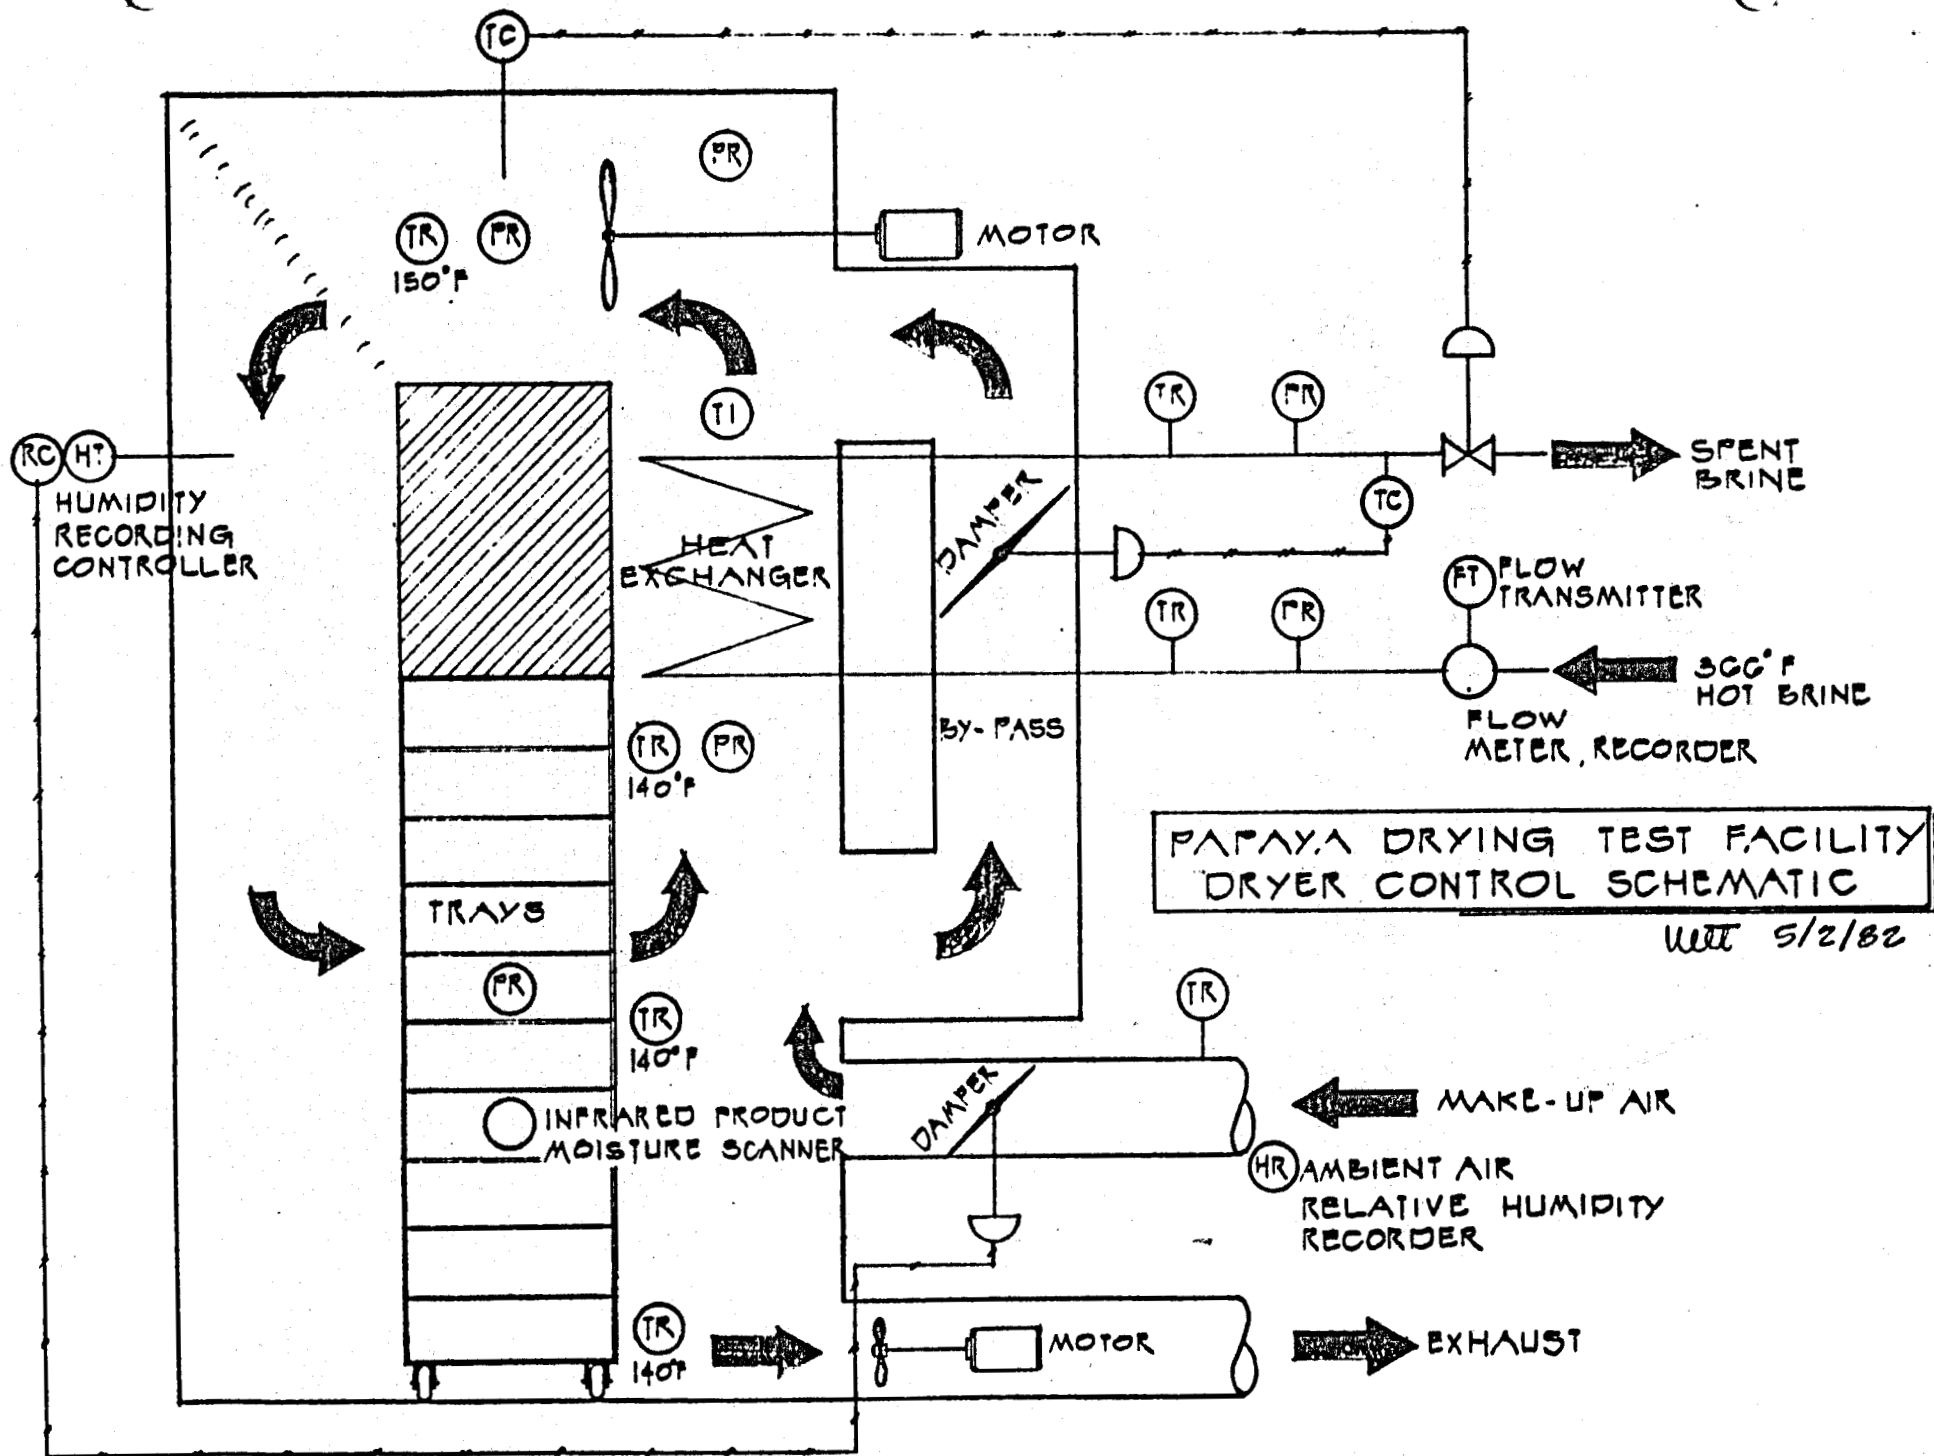 TC
PR
TR
PR
150°F
MOTOR
TI
TR
PR
SPENT
BRINE
RC
HT
HUMIDITY
RECORDING
CONTROLLER
TC
DAMPER
HEAT
EXCHANGER
FT
FLOW
TRANSMITTER
TR
PR
366°F
HOT BRINE
FLOW
METER, RECORDER
BY-PASS
TR
PR
140°F
PAPAYA DRYING TEST FACILITY
DRYER CONTROL SCHEMATIC
5/2/82
TRAYS
PR
TR
140°F
TR
DAMPER
MAKE-UP AIR
INFRARED PRODUCT
MOISTURE SCANNER
HR
AMBIENT AIR
RELATIVE HUMIDITY
RECORDER
TR
140°F
MOTOR
EXHAUST